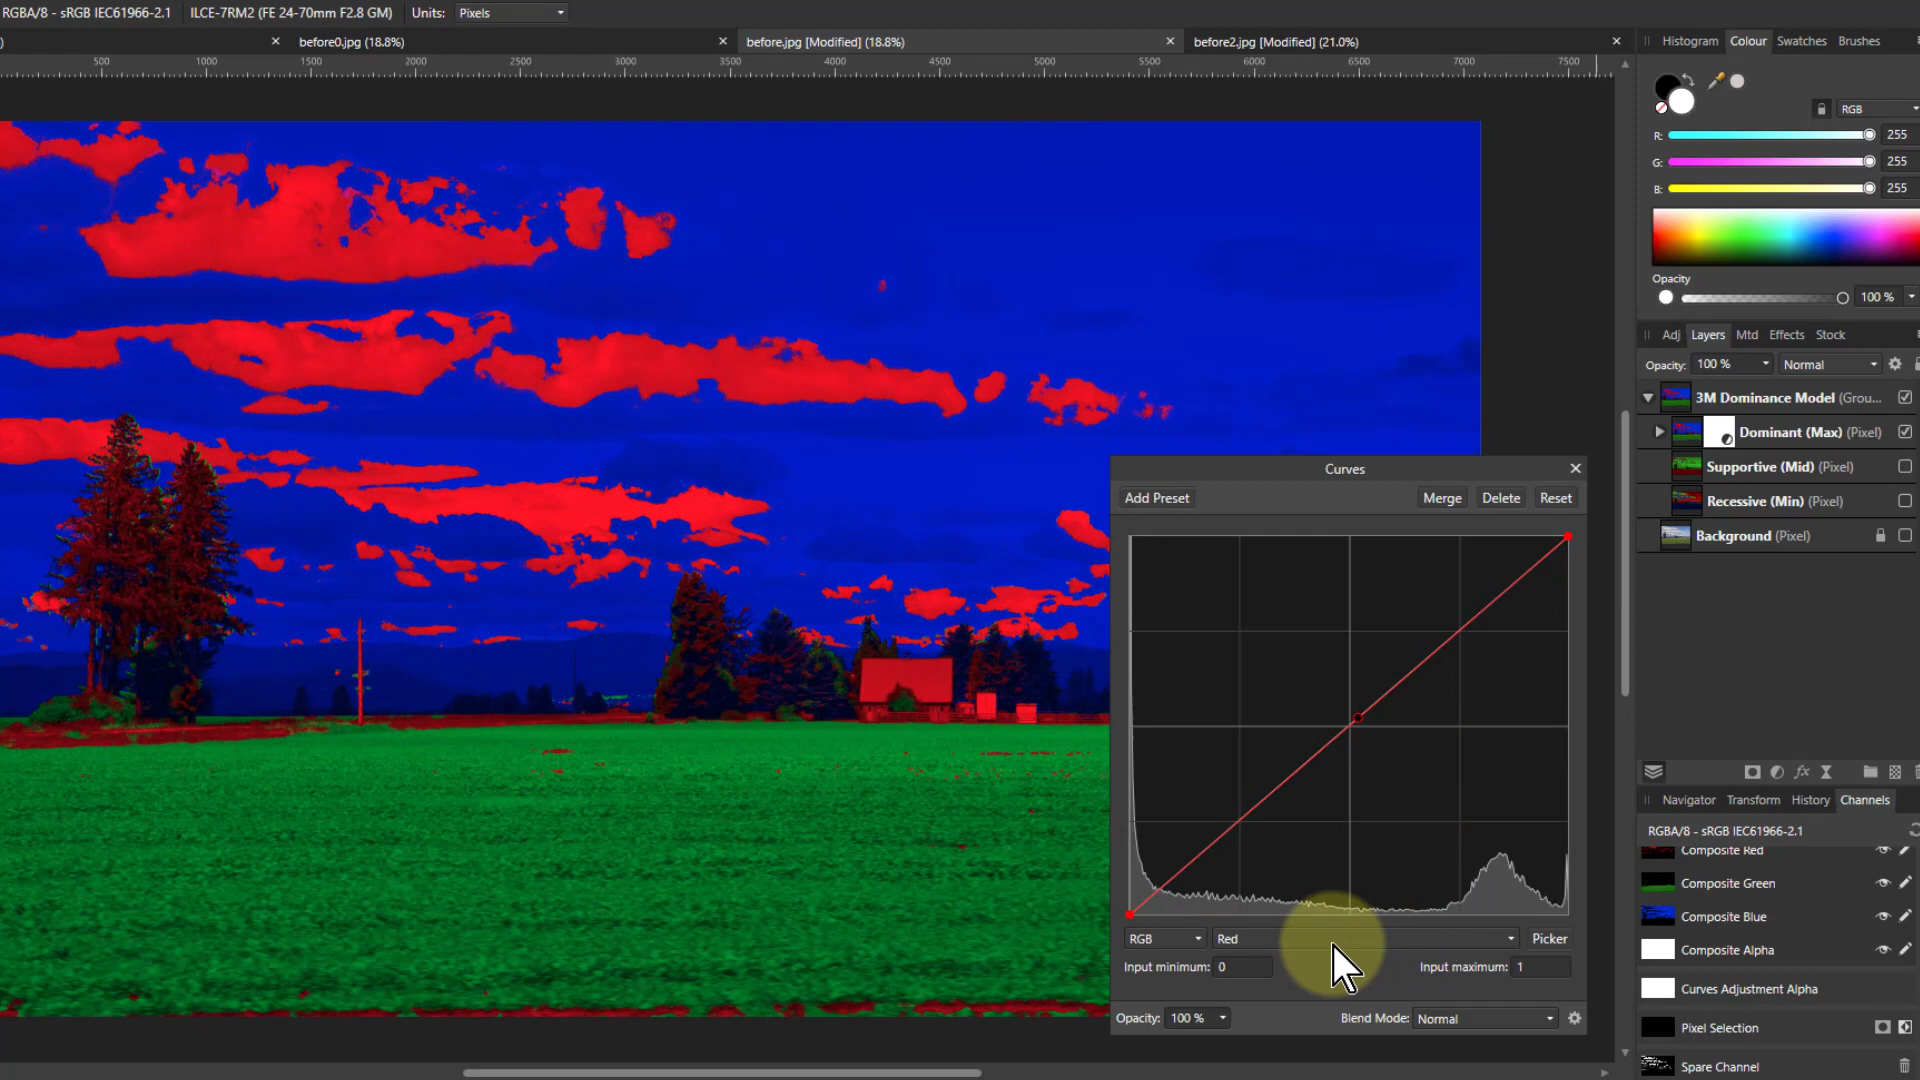 RGBA/8 - sRGB IEC61966-2.1 ILCE-7RM2 (FE 24-70mm F2.8 GM) Units: Pixels
) before0.jpg (18.8%) before.jpg [Modified] (18.8%) before2.jpg [Modified] (21.0%)
500 1000 1500 2000 2500 3000 3500 4000 4500 5000 5500 6000 6500 7000 7500
Histogram Colour Swatches Brushes
RGB
R: 255
G: 255
B: 255
Opacity
100 %
Adj Layers Mtd Effects Stock
Opacity: 100 % Normal
3M Dominance Model (Grou...
Dominant (Max) (Pixel)
Supportive (Mid) (Pixel)
Recessive (Min) (Pixel)
Background (Pixel)
Curves
Add Preset Merge Delete Reset
RGB Red Picker
Input minimum: 0 Input maximum: 1
Opacity: 100 % Blend Mode: Normal
fx
Navigator Transform History Channels
RGBA/8 - sRGB IEC61966-2.1
Composite Red
Composite Green
Composite Blue
Composite Alpha
Curves Adjustment Alpha
Pixel Selection
Spare Channel